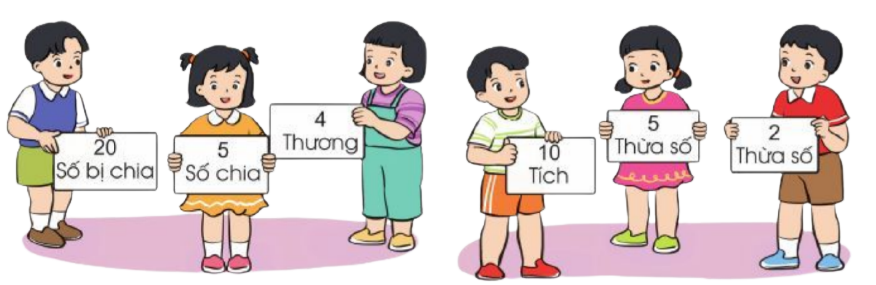 20
Số bị chia
5
Số chia
4
Thương
10
Tích
5
Thừa số
2
Thừa số